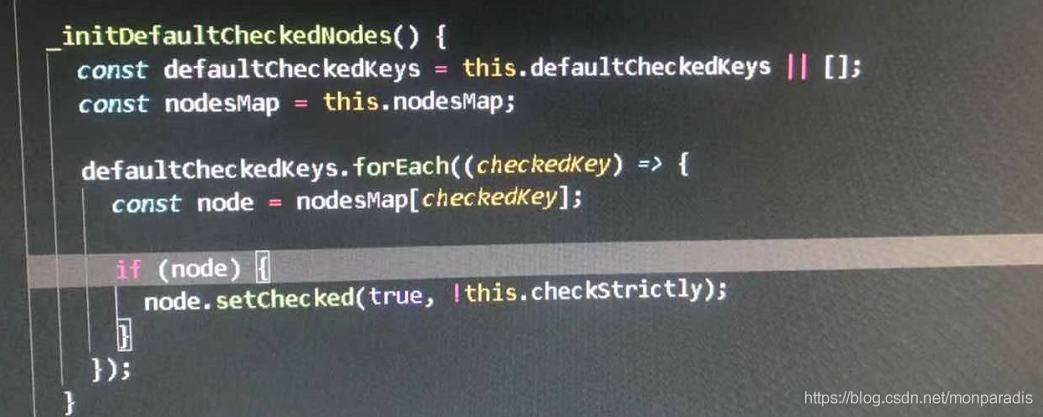 _initDefaultCheckedNodes() {
const defaultCheckedKeys = this.defaultCheckedKeys || [];
const nodesMap = this.nodesMap;
defaultCheckedKeys.forEach((checkedKey) => {
const node = nodesMap[checkedKey];
if (node) {
node.setChecked(true, !this.checkStrictly);
}
});
}
https://blog.csdn.net/monparadis